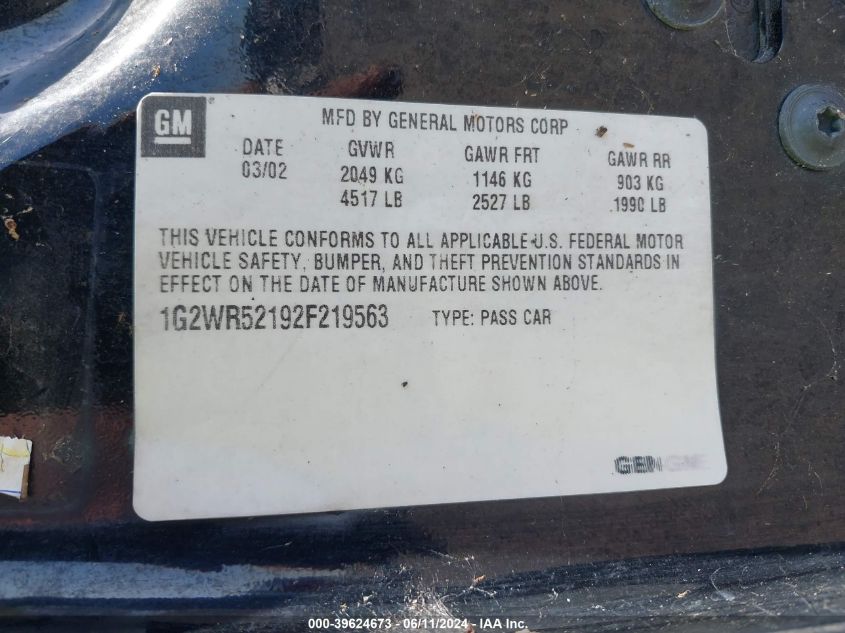 GM
MFD BY GENERAL MOTORS CORP
DATE GVWR GAWR FRT GAWR RR
03/02 2049 KG 1146 KG 903 KG
4517 LB 2527 LB 1990 LB
THIS VEHICLE CONFORMS TO ALL APPLICABLE U.S. FEDERAL MOTOR
VEHICLE SAFETY, BUMPER, AND THEFT PREVENTION STANDARDS IN
EFFECT ON THE DATE OF MANUFACTURE SHOWN ABOVE.
1G2WR52192F219563 TYPE: PASS CAR
000-39624673 - 06/11/2024 - IAA Inc.